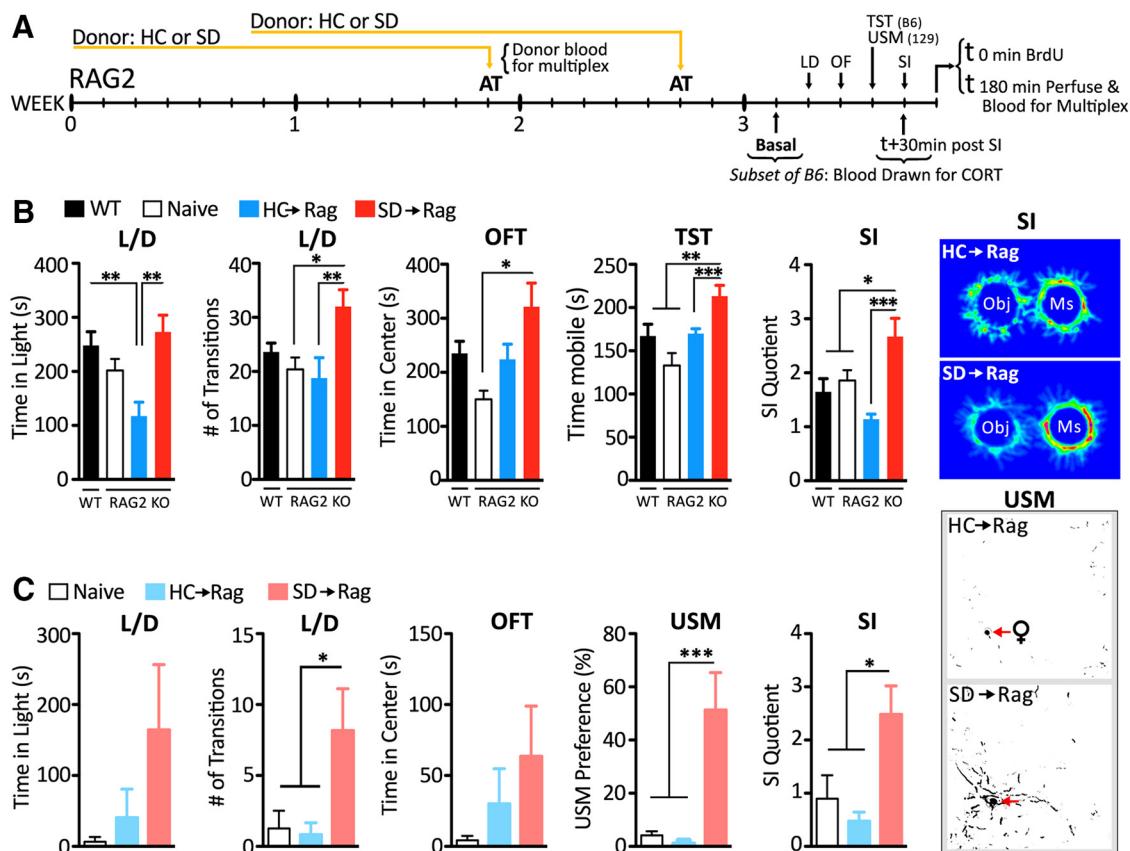 A
Donor: HC or SD
Donor: HC or SD
Donor blood
for multiplex
RAG2
AT
AT
WEEK
0
1
2
3
LD
OF
TST (B6)
USM (129)
SI
t 0 min BrdU
t 180 min Perfuse &
Blood for Multiplex
Basal
t+30min post SI
Subset of B6: Blood Drawn for CORT
B
WT
Naive
HC→Rag
SD→Rag
L/D
Time in Light (s)
400
300
200
100
0
**
**
WT
RAG2 KO
L/D
# of Transitions
40
30
20
10
0
*
**
WT
RAG2 KO
OFT
Time in Center (s)
400
300
200
100
0
*
WT
RAG2 KO
TST
Time mobile (s)
250
200
150
100
50
0
**
***
WT
RAG2 KO
SI
SI Quotient
4
3
2
1
0
*
***
WT
RAG2 KO
SI
HC→Rag
Obj
Ms
SD→Rag
Obj
Ms
USM
HC→Rag
♀
SD→Rag
C
Naive
HC→Rag
SD→Rag
L/D
Time in Light (s)
300
200
100
0
L/D
# of Transitions
15
10
5
0
*
OFT
Time in Center (s)
150
100
50
0
USM
USM Preference (%)
80
60
40
20
0
***
SI
SI Quotient
4
3
2
1
0
*